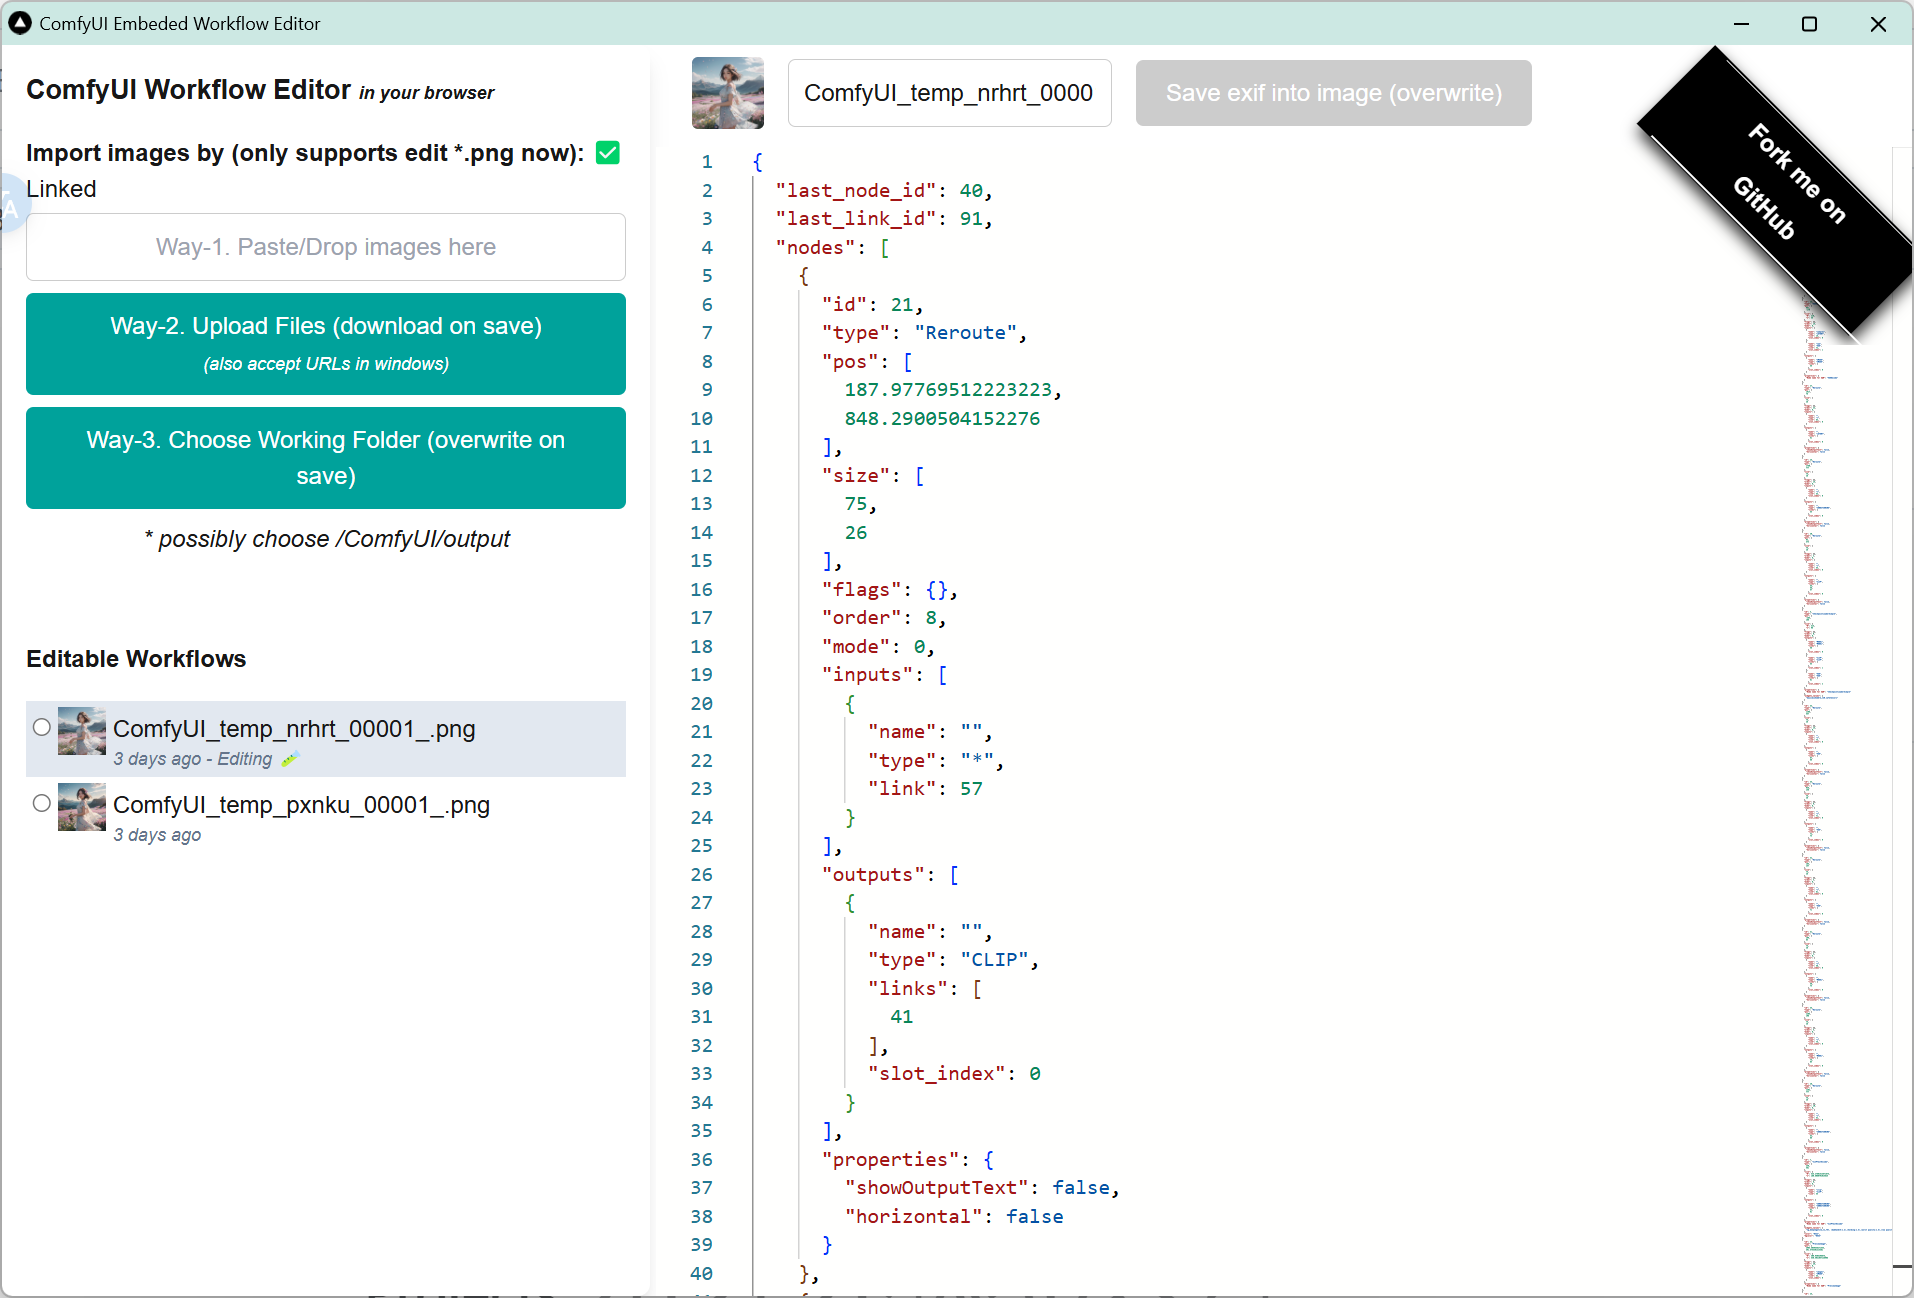 ComfyUI Embeded Workflow Editor
ComfyUI Workflow Editor in your browser
Import images by (only supports edit *.png now): ✅
Linked
Way-1. Paste/Drop images here
Way-2. Upload Files (download on save)
(also accept URLs in windows)
Way-3. Choose Working Folder (overwrite on
save)
* possibly choose /ComfyUI/output
Editable Workflows
ComfyUI_temp_nrhrt_00001_.png
3 days ago - Editing 🧪
ComfyUI_temp_pxnku_00001_.png
3 days ago
ComfyUI_temp_nrhrt_0000
Save exif into image (overwrite)
Fork me on
GitHub
1 {
2 "last_node_id": 40,
3 "last_link_id": 91,
4 "nodes": [
5 {
6 "id": 21,
7 "type": "Reroute",
8 "pos": [
9 187.97769512223223,
10 848.2900504152276
11 ],
12 "size": [
13 75,
14 26
15 ],
16 "flags": {},
17 "order": 8,
18 "mode": 0,
19 "inputs": [
20 {
21 "name": "",
22 "type": "*",
23 "link": 57
24 }
25 ],
26 "outputs": [
27 {
28 "name": "",
29 "type": "CLIP",
30 "links": [
31 41
32 ],
33 "slot_index": 0
34 }
35 ],
36 "properties": {
37 "showOutputText": false,
38 "horizontal": false
39 }
40 },